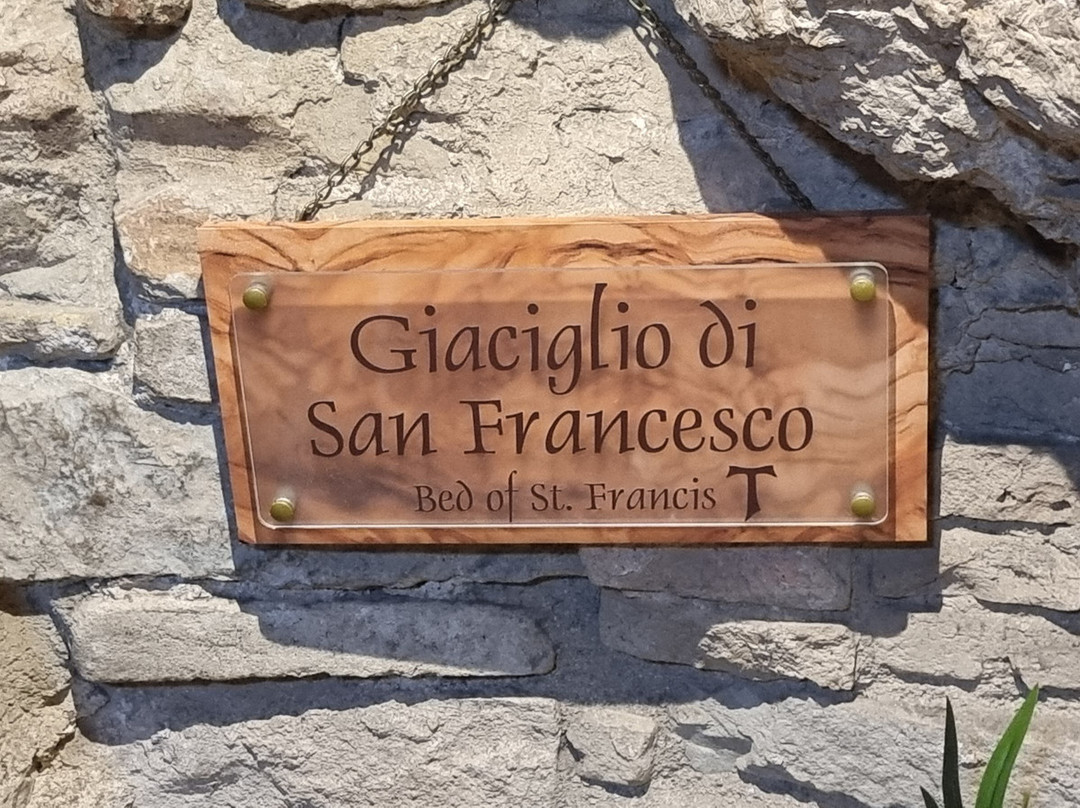 Giaciglio di
San Francesco
Bed of St. Francis T